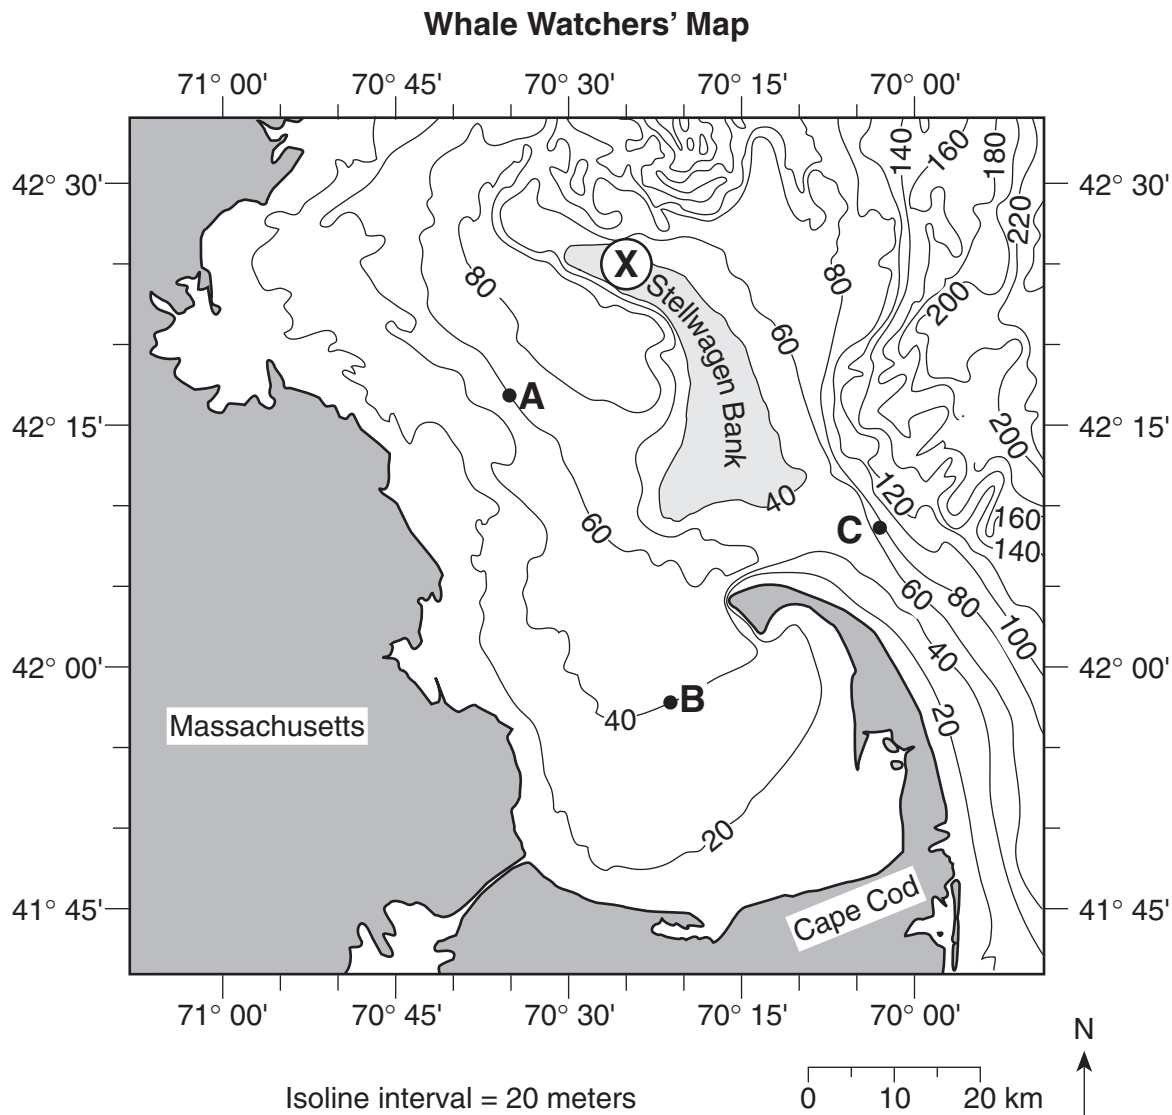 Whale Watchers’ Map
71° 00' 70° 45' 70° 30' 70° 15' 70° 00'
140
160
180
42° 30' 42° 30'
220
X
80
80
Stellwagen Bank
200
60
A
42° 15' 42° 15'
200
120
40
160
60
C
140
60
80
100
40
42° 00' 42° 00'
B
40
20
Massachusetts
20
Cape Cod
41° 45' 41° 45'
71° 00' 70° 45' 70° 30' 70° 15' 70° 00'
N
Isoline interval = 20 meters
0 10 20 km